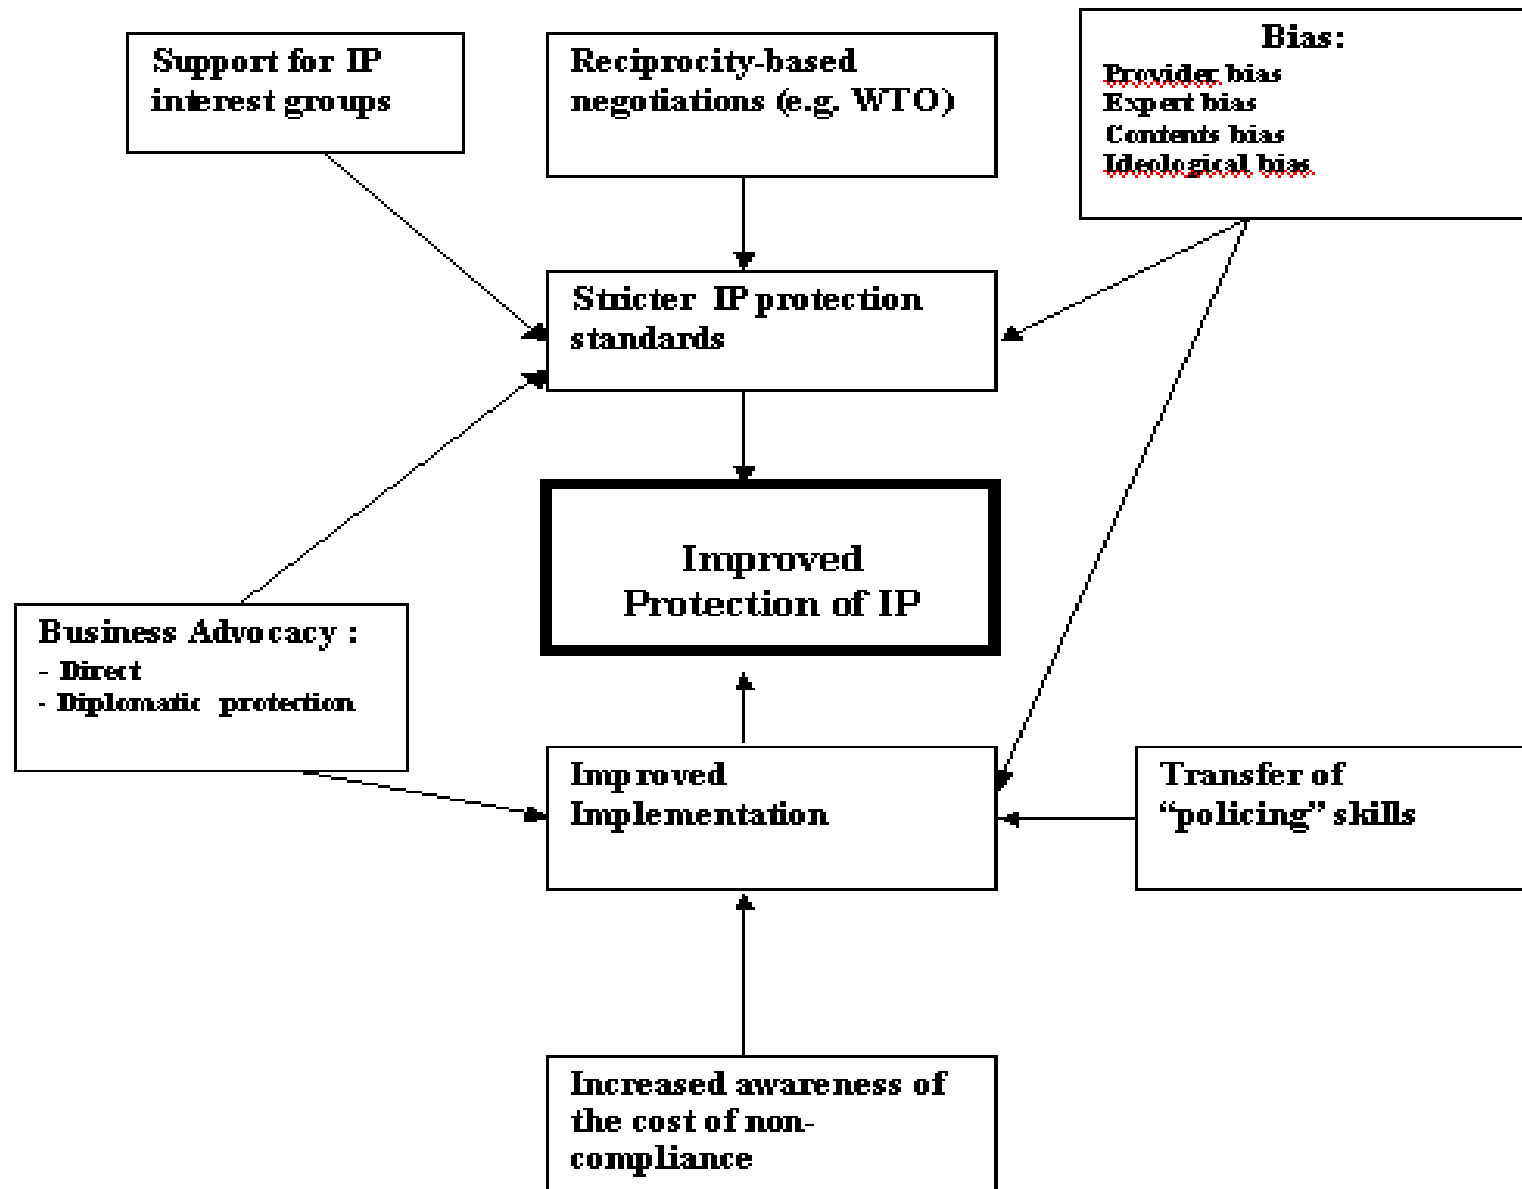 Support for IP
interest groups
Reciprocity-based
negotiations (e.g. WTO)
Bias:
Provider bias
Expert bias
Contents bias
Ideological bias
Stricter IP protection
standards
Improved
Protection of IP
Business Advocacy :
- Direct
- Diplomatic protection
Improved
Implementation
Transfer of
“policing” skills
Increased awareness of
the cost of non-
compliance